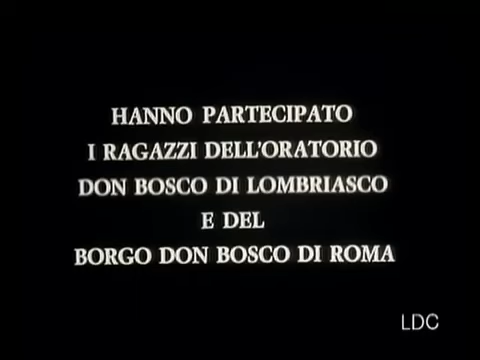 HANNO PARTECIPATO
I RAGAZZI DELL'ORATORIO
DON BOSCO DI LOMBRIASCO
E DEL
BORGO DON BOSCO DI ROMA
LDC